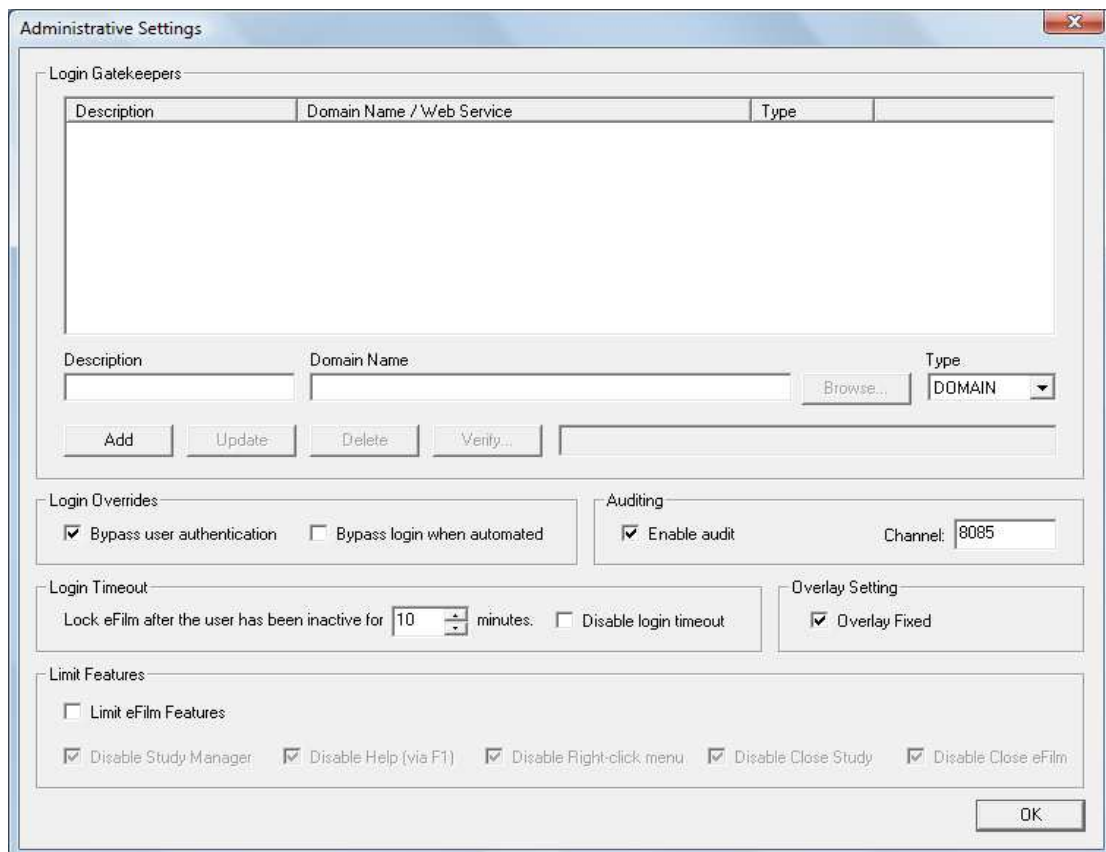 Administrative Settings
Login Gatekeepers
Description Domain Name / Web Service Type
Description Domain Name Type
Browse... DOMAIN
Add Update Delete Verify...
Login Overrides Auditing
Bypass user authentication Bypass login when automated Enable audit Channel: 8085
Login Timeout Overlay Setting
Lock eFilm after the user has been inactive for 10 minutes. Disable login timeout Overlay Fixed
Limit Features
Limit eFilm Features
Disable Study Manager Disable Help (via F1) Disable Right-click menu Disable Close Study Disable Close eFilm
OK